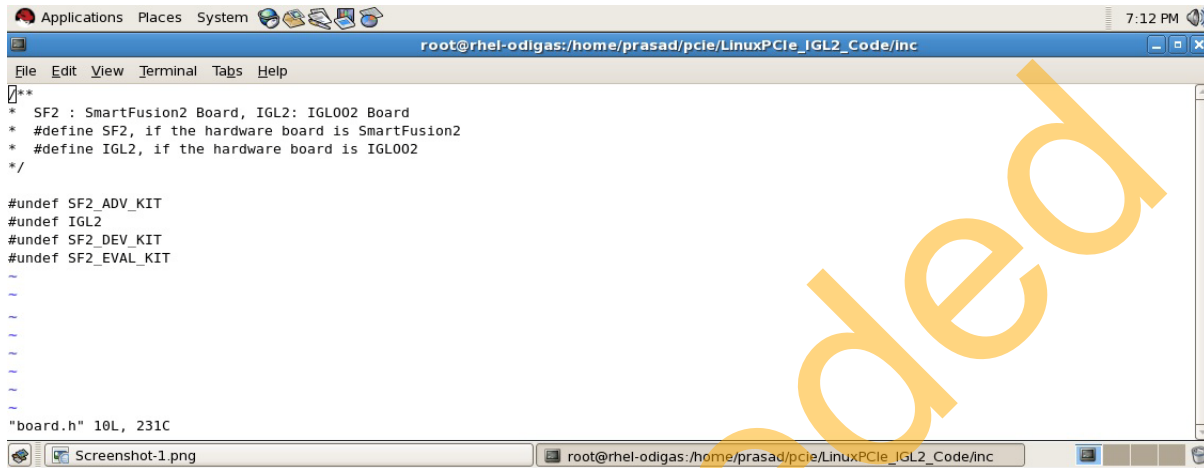 Applications Places System
7:12 PM
root@rhel-odigas:/home/prasad/pcie/LinuxPCIe_IGL2_Code/inc
File Edit View Terminal Tabs Help
/**
*  SF2 : SmartFusion2 Board, IGL2: IGLOO2 Board
*  #define SF2, if the hardware board is SmartFusion2
*  #define IGL2, if the hardware board is IGLOO2
*/
#undef SF2_ADV_KIT
#undef IGL2
#undef SF2_DEV_KIT
#undef SF2_EVAL_KIT
~
~
~
~
~
~
~
~
"board.h" 10L, 231C
Screenshot-1.png
root@rhel-odigas:/home/prasad/pcie/LinuxPCIe_IGL2_Code/inc